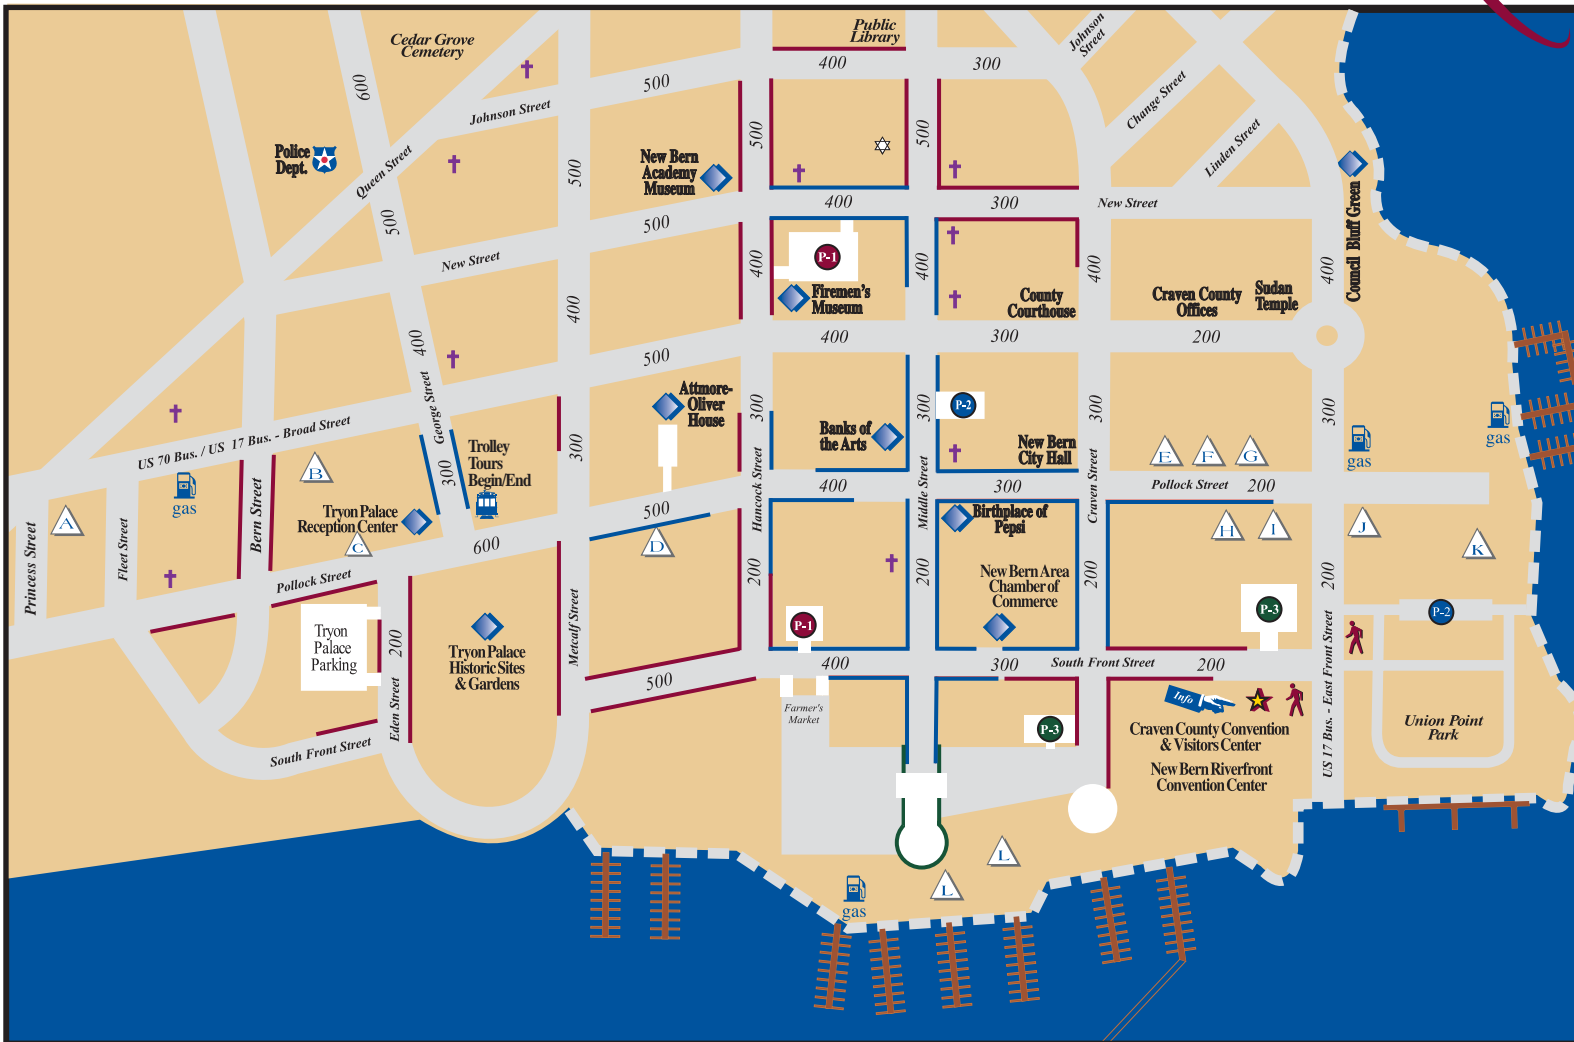 Cedar Grove
Cemetery
Public
Library
Johnson
Street
600
500
400
300
Johnson Street
Change Street
Police
Dept.
Queen Street
New Bern
Academy
Museum
500
500
500
Linden Street
500
400
300
New Street
Council Bluff Green
500
New Street
P-1
Firemen's
Museum
400
400
400
400
400
County
Courthouse
Craven County
Offices
Sudan
Temple
400
500
400
300
200
US 70 Bus. / US 17 Bus. - Broad Street
George Street
300
Attmore-
Oliver
House
300
300
P-2
300
300
300
Banks of
the Arts
New Bern
City Hall
E
F
G
gas
gas
Trolley
Tours
Begin/End
B
gas
A
Tryon Palace
Reception Center
C
Princess Street
Fleet Street
Bern Street
Pollock Street
600
500
400
300
Pollock Street
200
D
Hancock Street
Middle Street
Craven Street
Birthplace of
Pepsi
H
I
J
K
200
200
200
200
New Bern Area
Chamber of
Commerce
P-3
P-2
P-1
Tryon
Palace
Parking
200
Eden Street
Tryon Palace
Historic Sites
& Gardens
Metcalf Street
500
400
300
South Front Street
200
US 17 Bus. - East Front Street
Farmer's
Market
Info
P-3
Craven County Convention
& Visitors Center
New Bern Riverfront
Convention Center
Union Point
Park
South Front Street
L
L
gas